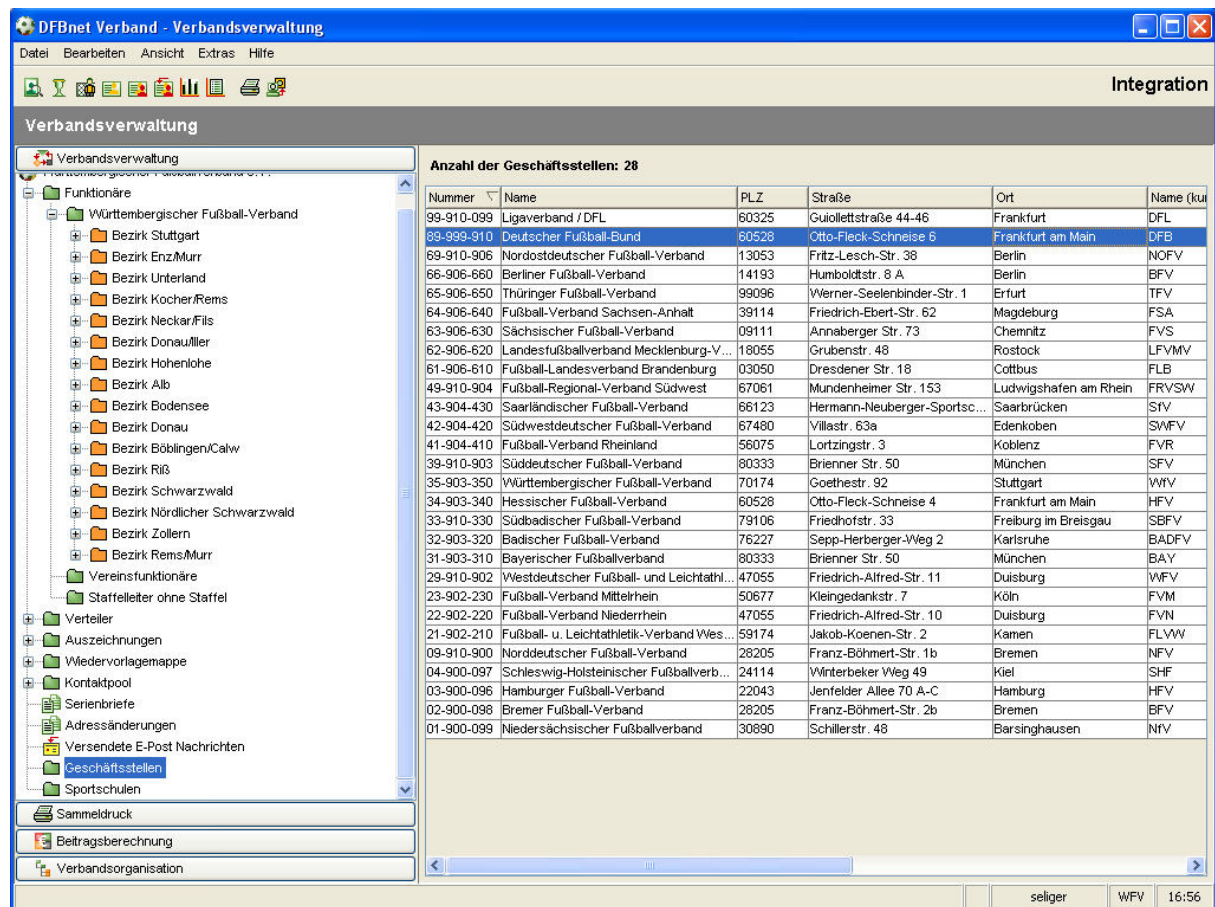 DFBnet Verband - Verbandsverwaltung
Datei Bearbeiten Ansicht Extras Hilfe
Integration
Verbandsverwaltung
Verbandsverwaltung
Funktionäre
Württembergischer Fußball-Verband
Bezirk Stuttgart
Bezirk Enz/Murr
Bezirk Unterland
Bezirk Kocher/Rems
Bezirk Neckar/Fils
Bezirk Donau/Iller
Bezirk Hohenlohe
Bezirk Alb
Bezirk Bodensee
Bezirk Donau
Bezirk Böblingen/Calw
Bezirk Riß
Bezirk Schwarzwald
Bezirk Nördlicher Schwarzwald
Bezirk Zollern
Bezirk Rems/Murr
Vereinsfunktionäre
Staffelleiter ohne Staffel
Verteiler
Auszeichnungen
Wiedervorlagemappe
Kontaktpool
Serienbriefe
Adressänderungen
Versendete E-Post Nachrichten
Geschäftsstellen
Sportschulen
Sammeldruck
Beitragsberechnung
Verbandsorganisation
Anzahl der Geschäftsstellen: 28
Nummer Name PLZ Straße Ort Name (kur
99-910-099 Ligaverband / DFL 60325 Guiollettstraße 44-46 Frankfurt DFL
89-999-910 Deutscher Fußball-Bund 60528 Otto-Fleck-Schneise 6 Frankfurt am Main DFB
69-910-906 Nordostdeutscher Fußball-Verband 13053 Fritz-Lesch-Str. 38 Berlin NOFV
66-906-660 Berliner Fußball-Verband 14193 Humboldtstr. 8 A Berlin BFV
65-906-650 Thüringer Fußball-Verband 99096 Werner-Seelenbinder-Str. 1 Erfurt TFV
64-906-640 Fußball-Verband Sachsen-Anhalt 39114 Friedrich-Ebert-Str. 62 Magdeburg FSA
63-906-630 Sächsischer Fußball-Verband 09111 Annaberger Str. 73 Chemnitz FVS
62-906-620 Landesfußballverband Mecklenburg-V... 18055 Grubenstr. 48 Rostock LFVMV
61-906-610 Fußball-Landesverband Brandenburg 03050 Dresdener Str. 18 Cottbus FLB
49-910-904 Fußball-Regional-Verband Südwest 67061 Mundenheimer Str. 153 Ludwigshafen am Rhein FRVSW
43-904-430 Saarländischer Fußball-Verband 66123 Hermann-Neuberger-Sportsc... Saarbrücken SfV
42-904-420 Südwestdeutscher Fußball-Verband 67480 Villastr. 63a Edenkoben SWFV
41-904-410 Fußball-Verband Rheinland 56075 Lortzingstr. 3 Koblenz FVR
39-910-903 Süddeutscher Fußball-Verband 80333 Brienner Str. 50 München SFV
35-903-350 Württembergischer Fußball-Verband 70174 Goethestr. 92 Stuttgart WfV
34-903-340 Hessischer Fußball-Verband 60528 Otto-Fleck-Schneise 4 Frankfurt am Main HFV
33-910-330 Südbadischer Fußball-Verband 79106 Friedhofstr. 33 Freiburg im Breisgau SBFV
32-903-320 Badischer Fußball-Verband 76227 Sepp-Herberger-Weg 2 Karlsruhe BADFV
31-903-310 Bayerischer Fußballverband 80333 Brienner Str. 50 München BAY
29-910-902 Westdeutscher Fußball- und Leichtathl... 47055 Friedrich-Alfred-Str. 11 Duisburg WFV
23-902-230 Fußball-Verband Mittelrhein 50677 Kleingedankstr. 7 Köln FVM
22-902-220 Fußball-Verband Niederrhein 47055 Friedrich-Alfred-Str. 10 Duisburg FVN
21-902-210 Fußball- u. Leichtathletik-Verband Wes... 59174 Jakob-Koenen-Str. 2 Kamen FLVW
09-910-900 Norddeutscher Fußball-Verband 28205 Franz-Böhmert-Str. 1b Bremen NFV
04-900-097 Schleswig-Holsteinischer Fußballverb... 24114 Winterbeker Weg 49 Kiel SHF
03-900-096 Hamburger Fußball-Verband 22043 Jenfelder Allee 70 A-C Hamburg HFV
02-900-098 Bremer Fußball-Verband 28205 Franz-Böhmert-Str. 2b Bremen BFV
01-900-099 Niedersächsischer Fußballverband 30890 Schillerstr. 48 Barsinghausen NfV
seliger WFV 16:56